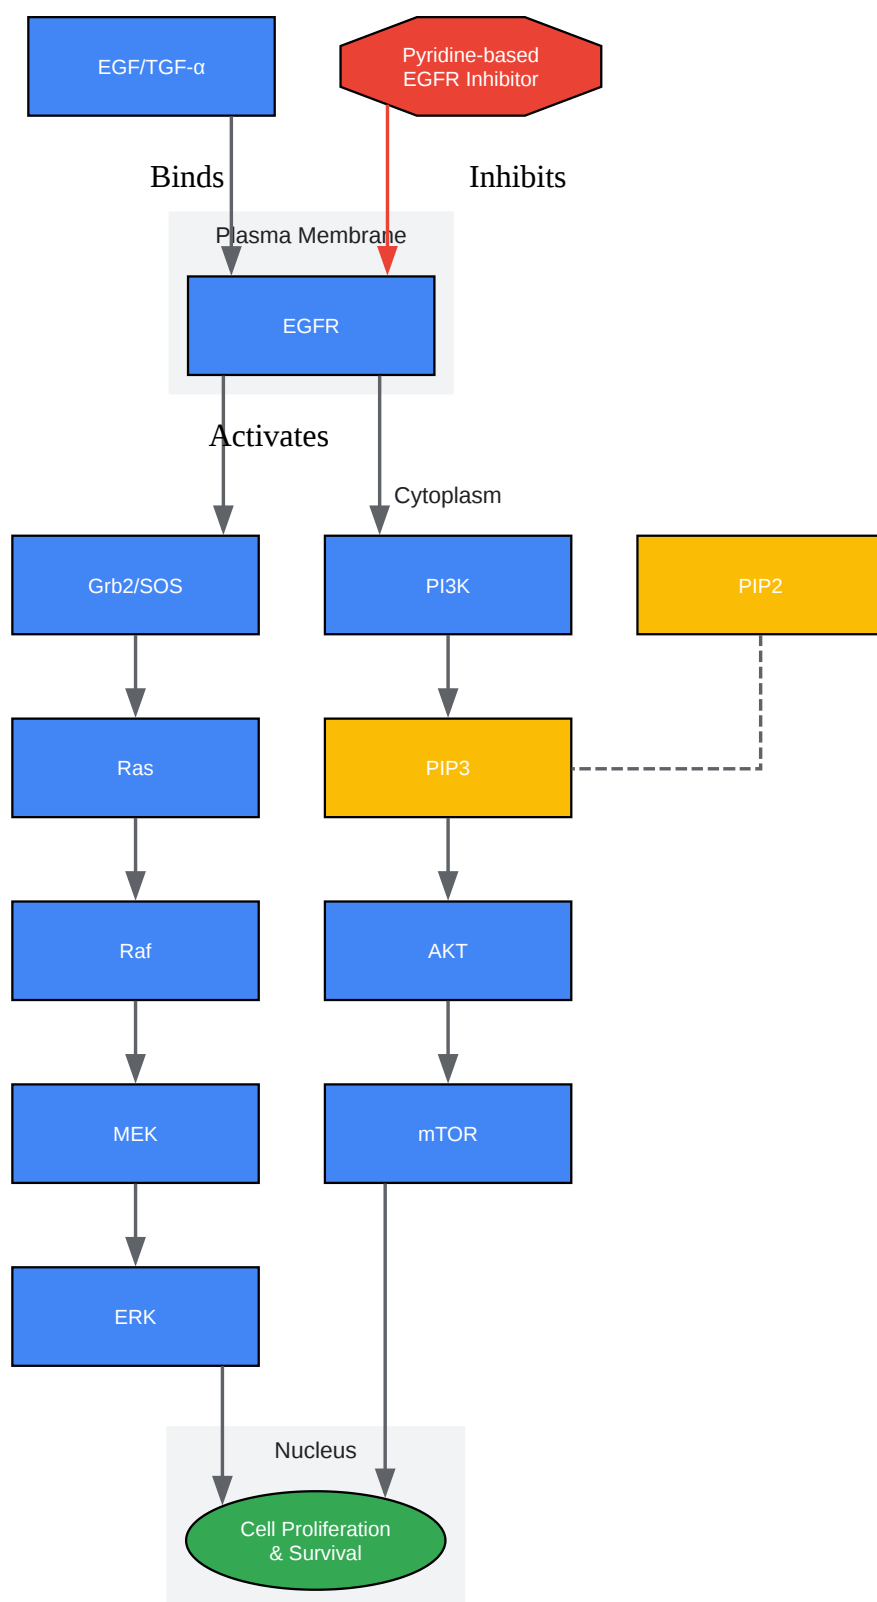 EGF/TGF-α
Pyridine-based
EGFR Inhibitor
Binds
Inhibits
Plasma Membrane
EGFR
Activates
Cytoplasm
Grb2/SOS
PI3K
PIP2
Ras
PIP3
Raf
AKT
MEK
mTOR
ERK
Nucleus
Cell Proliferation
& Survival